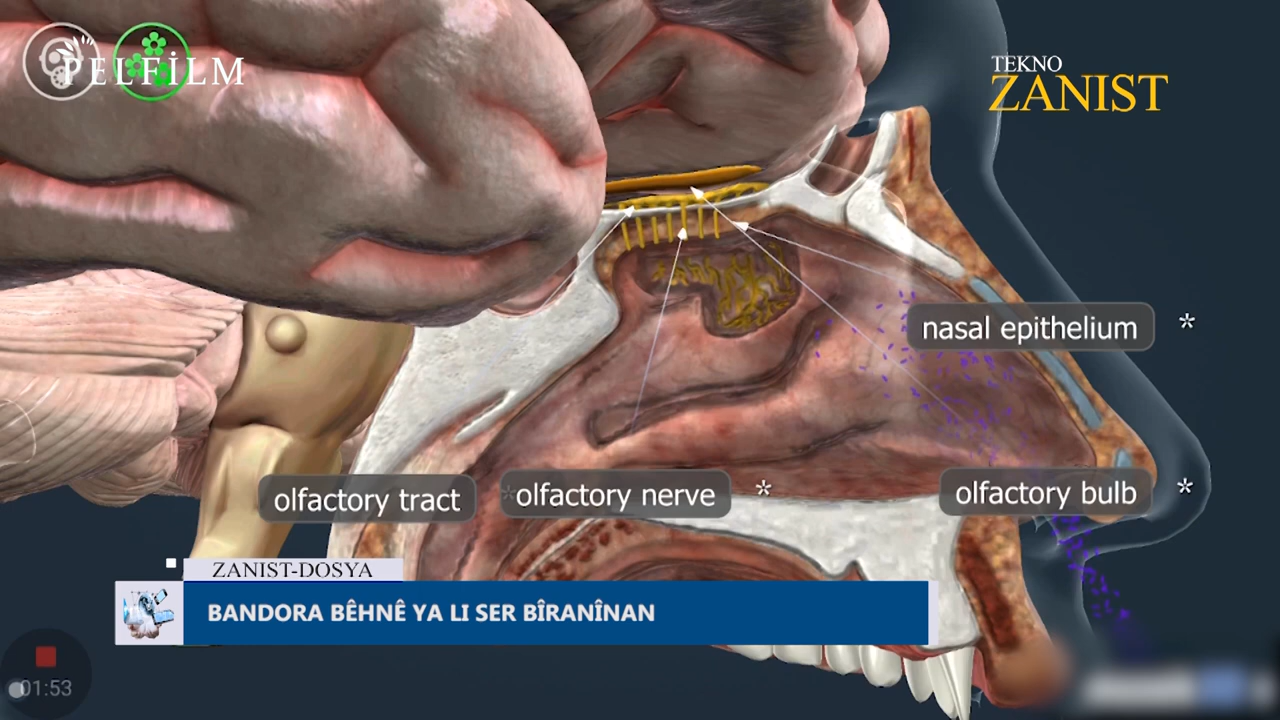 PELFİLM
TEKNO
ZANIST
nasal epithelium *
olfactory tract
*olfactory nerve *
olfactory bulb *
ZANIST-DOSYA
BANDORA BÊHNÊ YA LI SER BÎRANÎNAN
01:53